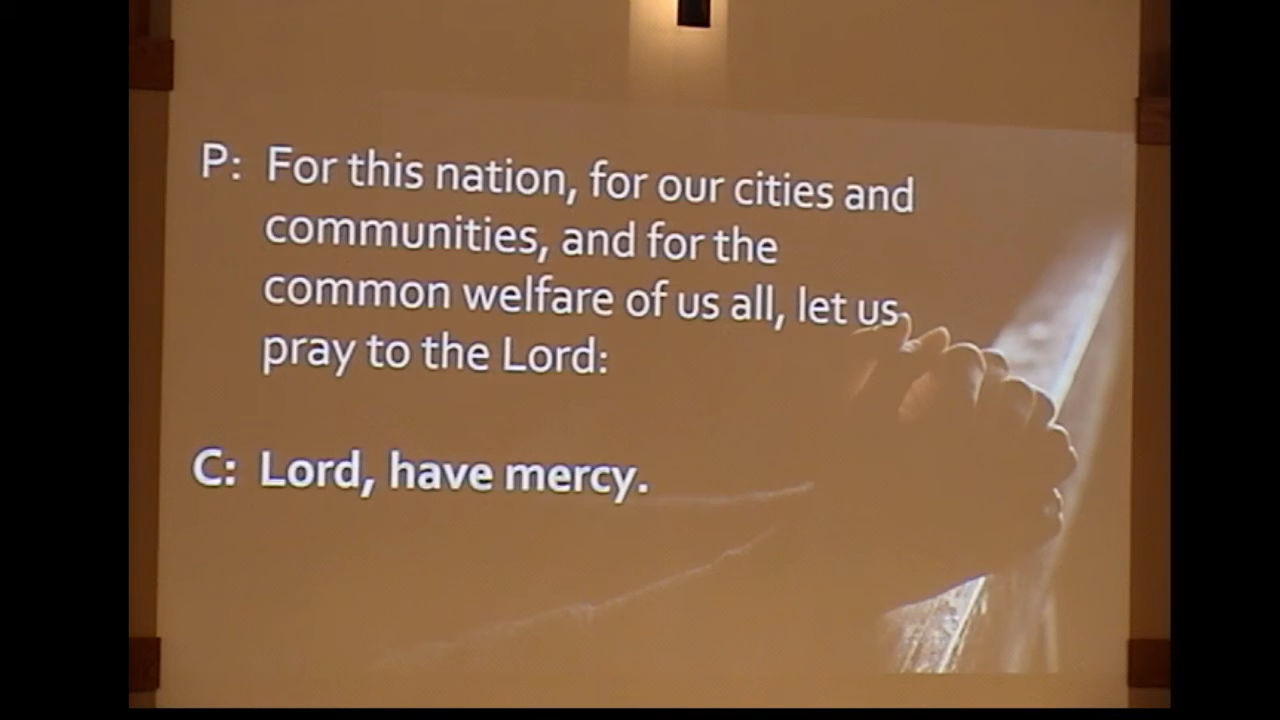 P: For this nation, for our cities and
communities, and for the
common welfare of us all, let us
pray to the Lord:
C: Lord, have mercy.